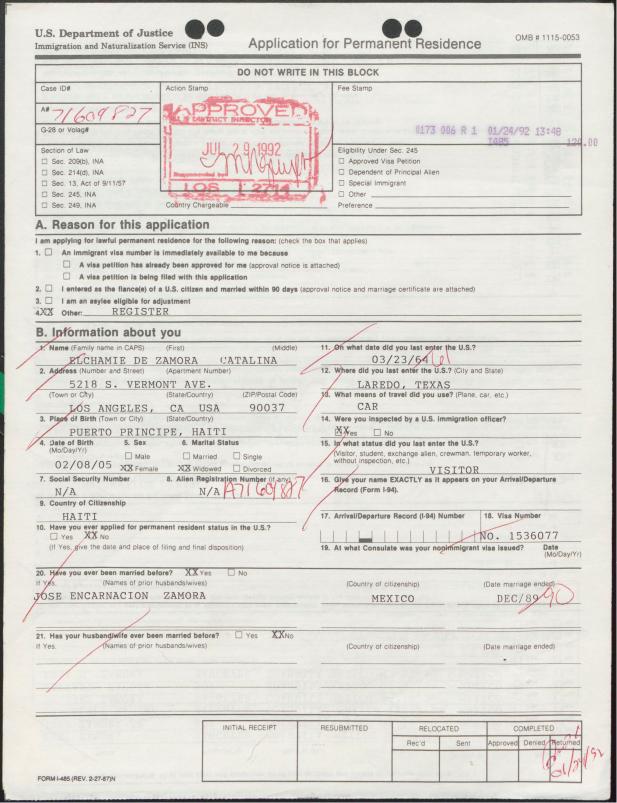 U.S. Department of Justice
Immigration and Naturalization Service (INS)
Application for Permanent Residence
OMB # 1115-0053
DO NOT WRITE IN THIS BLOCK
Case ID#
Action Stamp
Fee Stamp
A# 71609827
G-28 or Volag#
APPROVED
U.S. DISTRICT DIRECTOR
JUL 29 1992
Recommended by
LOS L 2714
0173 006 R 1 01/24/92 13:48
I485 120.00
Section of Law
☐ Sec. 209(b), INA
☐ Sec. 214(d), INA
☐ Sec. 13, Act of 9/11/57
☐ Sec. 245, INA
☐ Sec. 249, INA
Country Chargeable
Eligibility Under Sec. 245
☐ Approved Visa Petition
☐ Dependent of Principal Alien
☐ Special Immigrant
☐ Other
Preference
A. Reason for this application
I am applying for lawful permanent residence for the following reason: (check the box that applies)
1. ☐ An immigrant visa number is immediately available to me because
☐ A visa petition has already been approved for me (approval notice is attached)
☐ A visa petition is being filed with this application
2. ☐ I entered as the fiance(e) of a U.S. citizen and married within 90 days (approval notice and marriage certificate are attached)
3. ☐ I am an asylee eligible for adjustment
4. XX Other: REGISTER
B. Information about you
1. Name (Family name in CAPS) (First) (Middle)
ELCHAMIE DE ZAMORA CATALINA
2. Address (Number and Street) (Apartment Number)
5218 S. VERMONT AVE.
(Town or City) (State/Country) (ZIP/Postal Code)
LOS ANGELES, CA USA 90037
3. Place of Birth (Town or City) (State/Country)
PUERTO PRINCIPE, HAITI
4. Date of Birth (Mo/Day/Yr)
5. Sex
6. Marital Status
☐ Male ☐ Married ☐ Single
02/08/05 XX Female XX Widowed ☐ Divorced
7. Social Security Number
8. Alien Registration Number (if any)
N/A N/A A71609827
9. Country of Citizenship
HAITI
10. Have you ever applied for permanent resident status in the U.S.?
☐ Yes XX No
(If Yes, give the date and place of filing and final disposition)
11. On what date did you last enter the U.S.?
03/23/64
12. Where did you last enter the U.S.? (City and State)
LAREDO, TEXAS
13. What means of travel did you use? (Plane, car, etc.)
CAR
14. Were you inspected by a U.S. immigration officer?
XX Yes ☐ No
15. In what status did you last enter the U.S.?
(Visitor, student, exchange alien, crewman, temporary worker,
without inspection, etc.)
VISITOR
16. Give your name EXACTLY as it appears on your Arrival/Departure
Record (Form I-94).
17. Arrival/Departure Record (I-94) Number
18. Visa Number
NO. 1536077
19. At what Consulate was your nonimmigrant visa issued? Date
(Mo/Day/Yr)
20. Have you ever been married before? XX Yes ☐ No
If Yes, (Names of prior husbands/wives) (Country of citizenship) (Date marriage ended)
JOSE ENCARNACION ZAMORA MEXICO DEC/89 90
21. Has your husband/wife ever been married before? ☐ Yes XX No
If Yes. (Names of prior husbands/wives) (Country of citizenship) (Date marriage ended)
INITIAL RECEIPT
RESUBMITTED
RELOCATED
COMPLETED
Rec'd
Sent
Approved
Denied
Returned
01/24/92
FORM I-485 (REV. 2-27-87)N